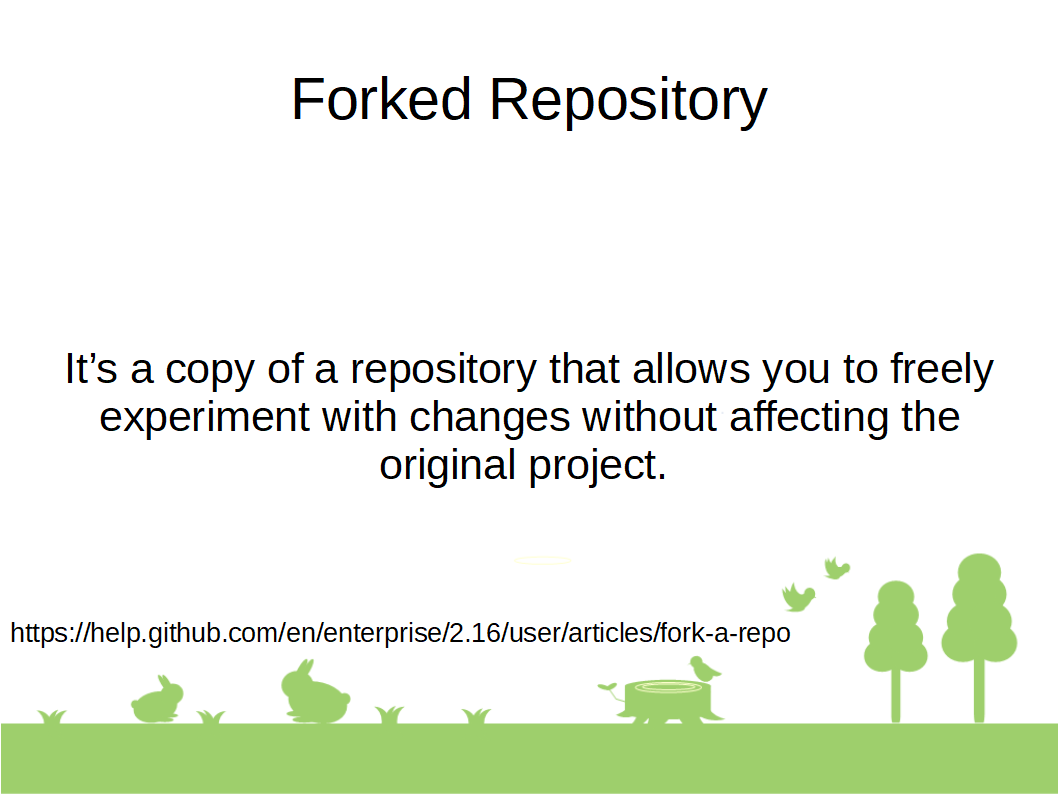 Forked Repository
It’s a copy of a repository that allows you to freely
experiment with changes without affecting the
original project.
https://help.github.com/en/enterprise/2.16/user/articles/fork-a-repo